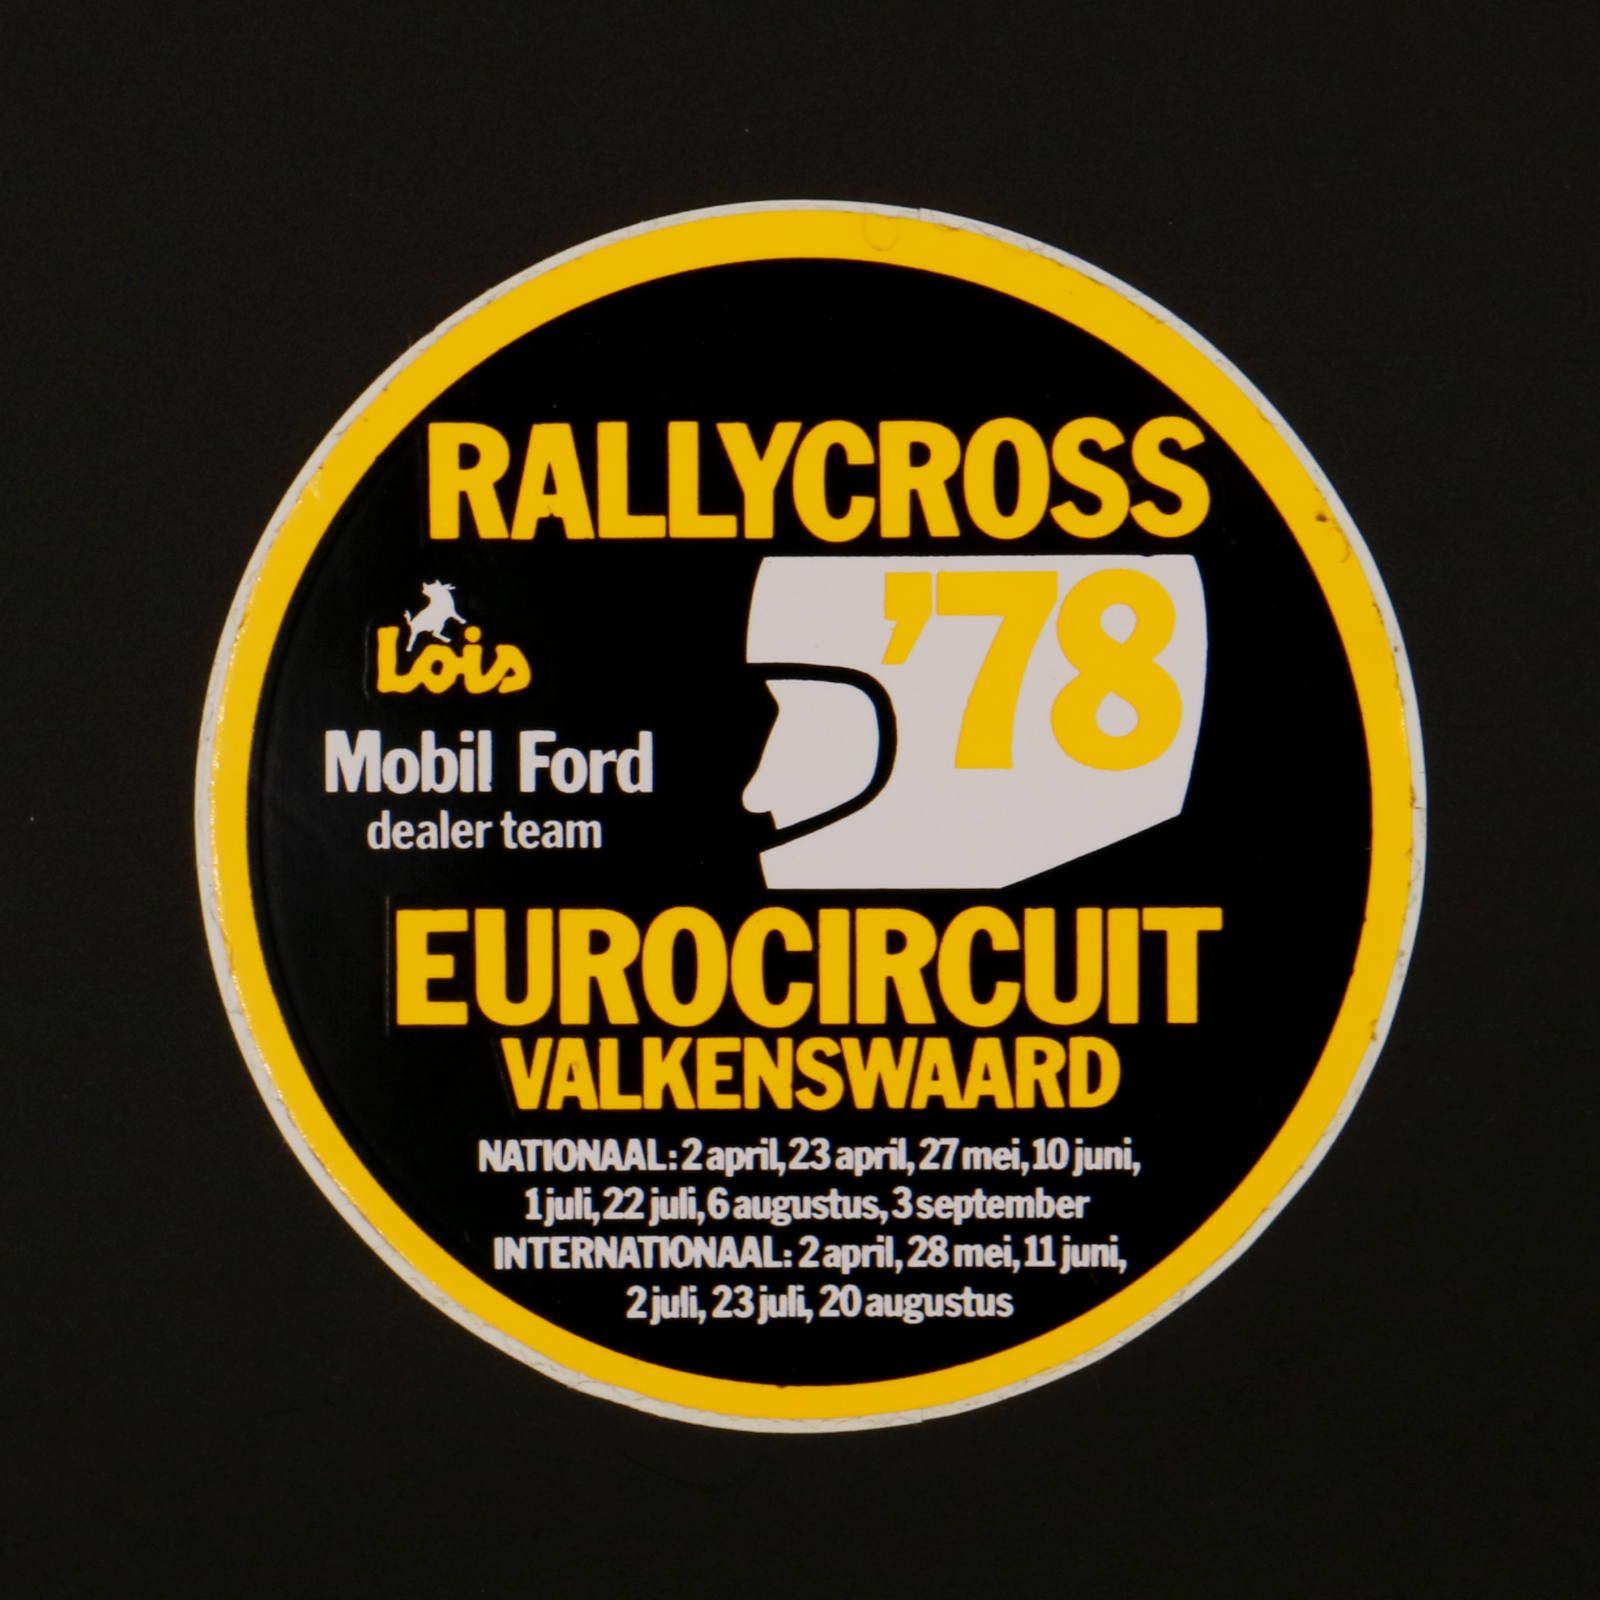 RALLYCROSS
'78
Lois
Mobil Ford
dealer team
EUROCIRCUIT
VALKENSWAARD
NATIONAAL: 2 april, 23 april, 27 mei, 10 juni,
1 juli, 22 juli, 6 augustus, 3 september
INTERNATIONAAL: 2 april, 28 mei, 11 juni,
2 juli, 23 juli, 20 augustus